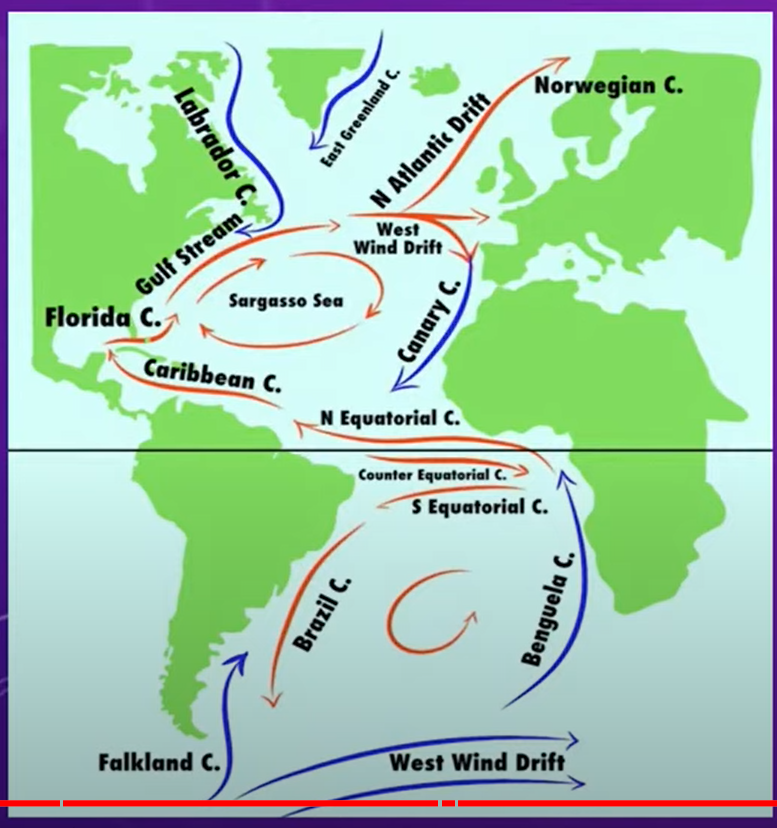 Labrador C.
East Greenland C.
N Atlantic Drift
Norwegian C.
Gulf Stream
West
Wind Drift
Sargasso Sea
Florida C.
Canary C.
Caribbean C.
N Equatorial C.
Counter Equatorial C.
S Equatorial C.
Brazil C.
Benguela C.
Falkland C.
West Wind Drift